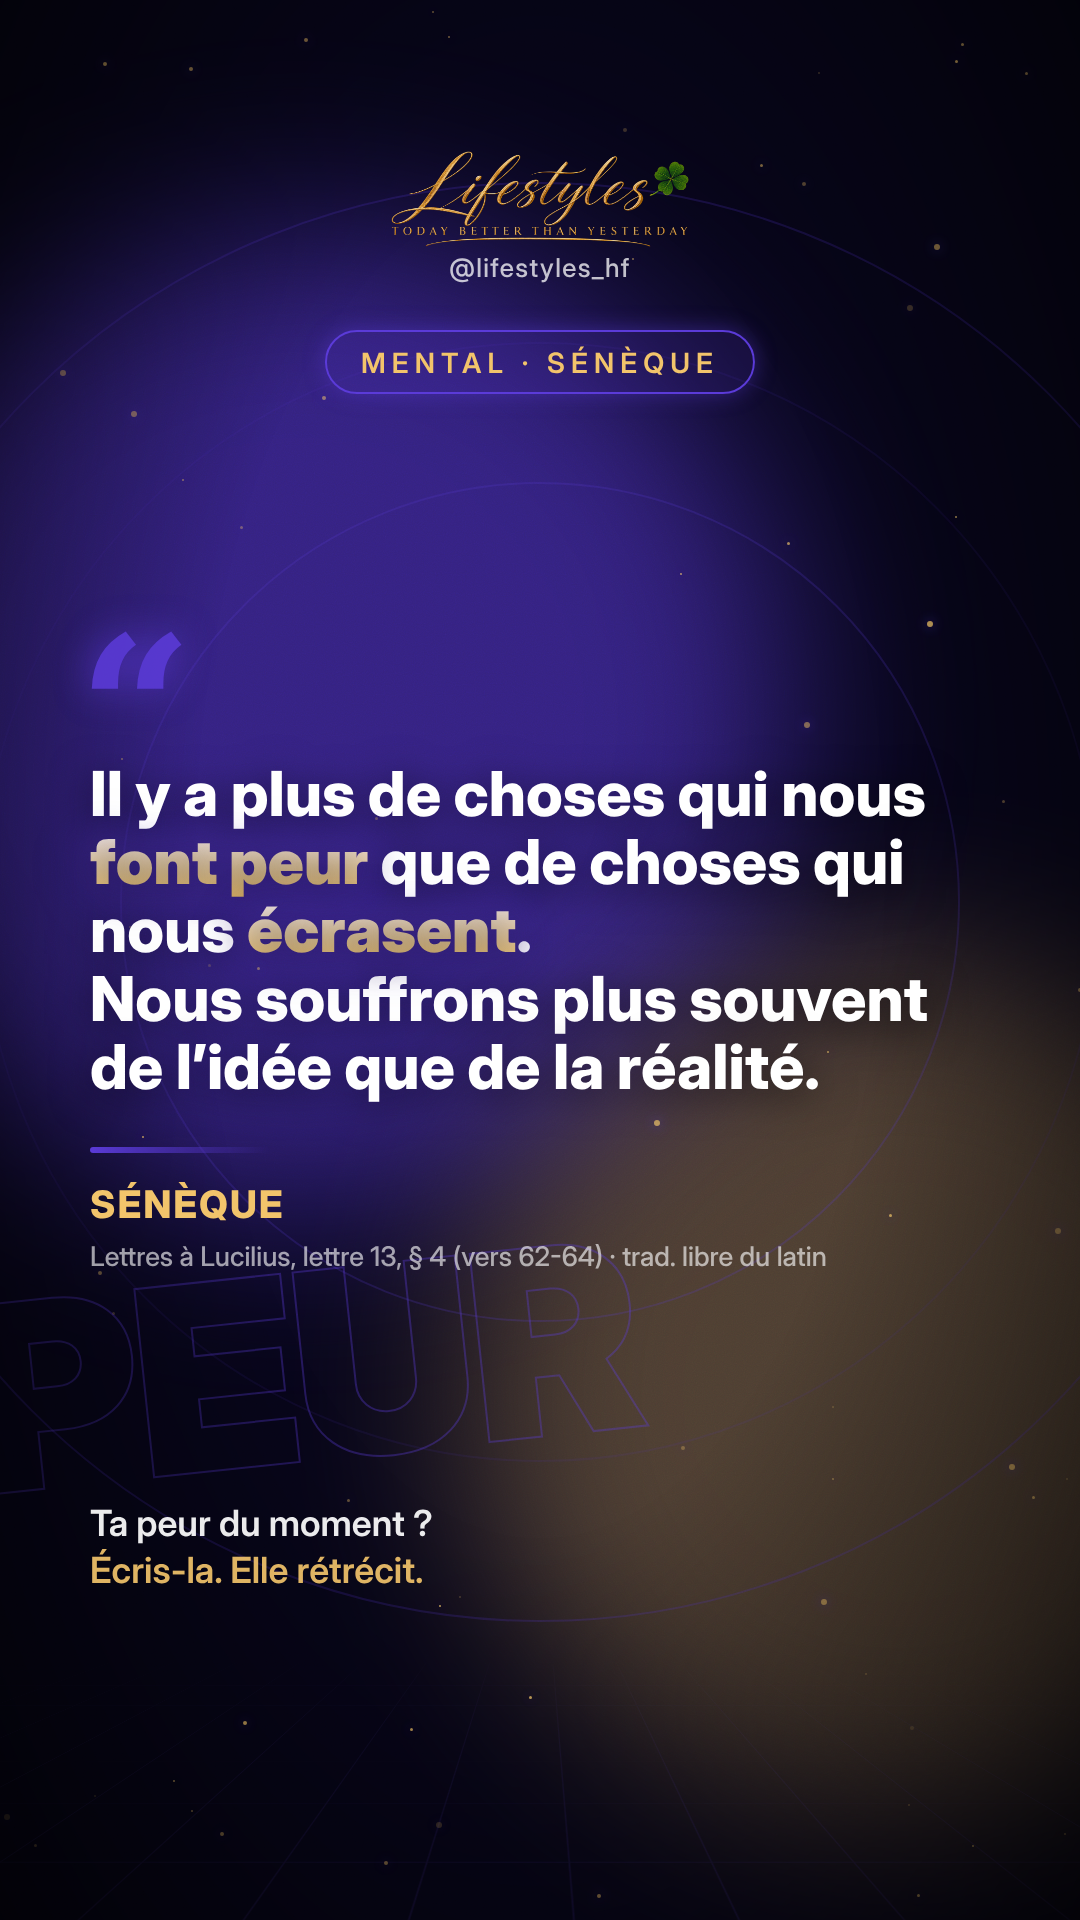 Lifestyles
TODAY BETTER THAN YESTERDAY
@lifestyles_hf
MENTAL · SÉNÈQUE
“
Il y a plus de choses qui nous
font peur que de choses qui
nous écrasent.
Nous souffrons plus souvent
de l’idée que de la réalité.
SÉNÈQUE
Lettres à Lucilius, lettre 13, § 4 (vers 62-64) · trad. libre du latin
PEUR
Ta peur du moment ?
Écris-la. Elle rétrécit.